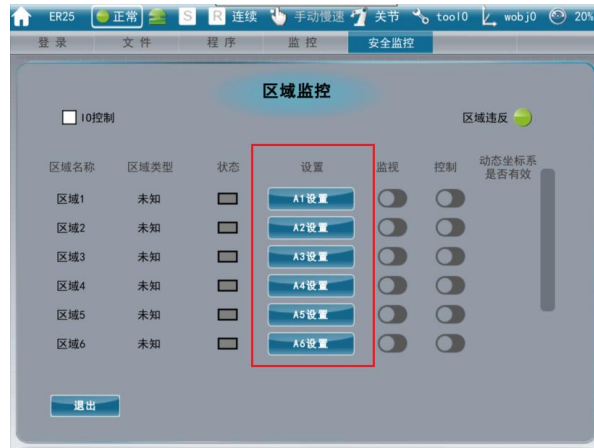 ER25 正常 S R 连续 手动慢速 关节 tool0 wobj0 20%
登录 文件 程序 监控 安全监控
区域监控
IO控制 区域违反
区域名称 区域类型 状态 设置 监视 控制 动态坐标系
是否有效
区域1 未知 A1设置
区域2 未知 A2设置
区域3 未知 A3设置
区域4 未知 A4设置
区域5 未知 A5设置
区域6 未知 A6设置
退出